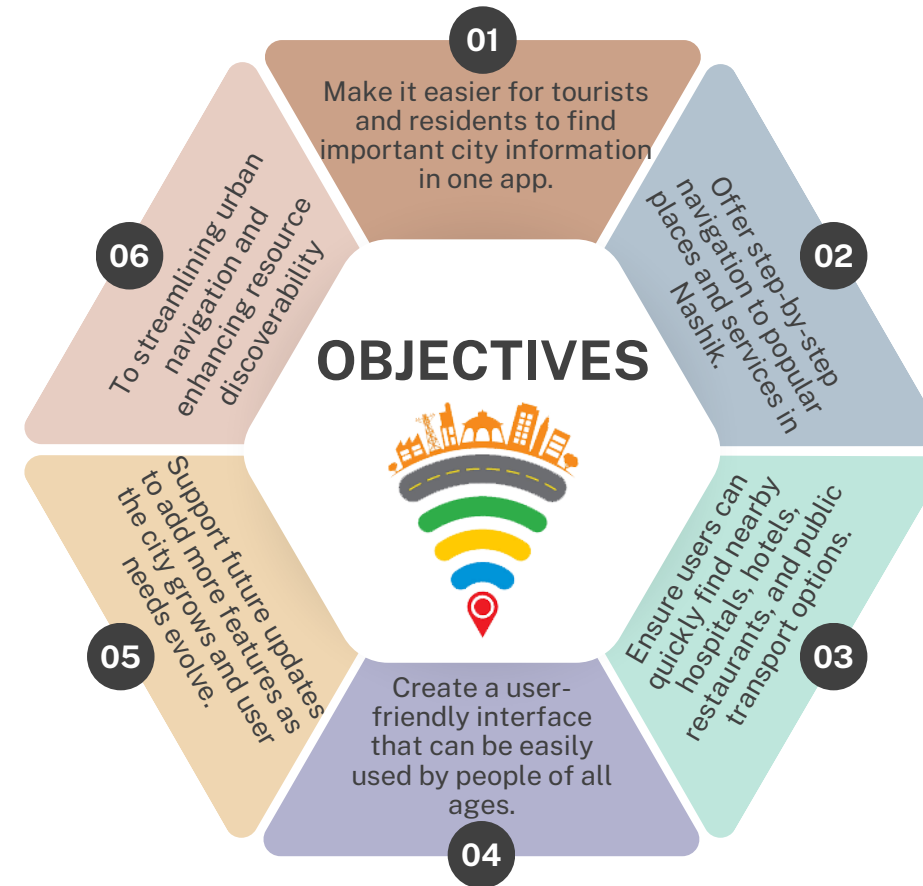 OBJECTIVES
01
Make it easier for tourists
and residents to find
important city information
in one app.
02
Offer step-by-step
navigation to popular
places and services in
Nashik.
03
Ensure users can
quickly find nearby
hospitals, hotels,
restaurants, and public
transport options.
04
Create a user-
friendly interface
that can be easily
used by people of all
ages.
05
Support future updates
to add more features as
the city grows and user
needs evolve.
06
To streamlining urban
navigation and
enhancing resource
discoverability